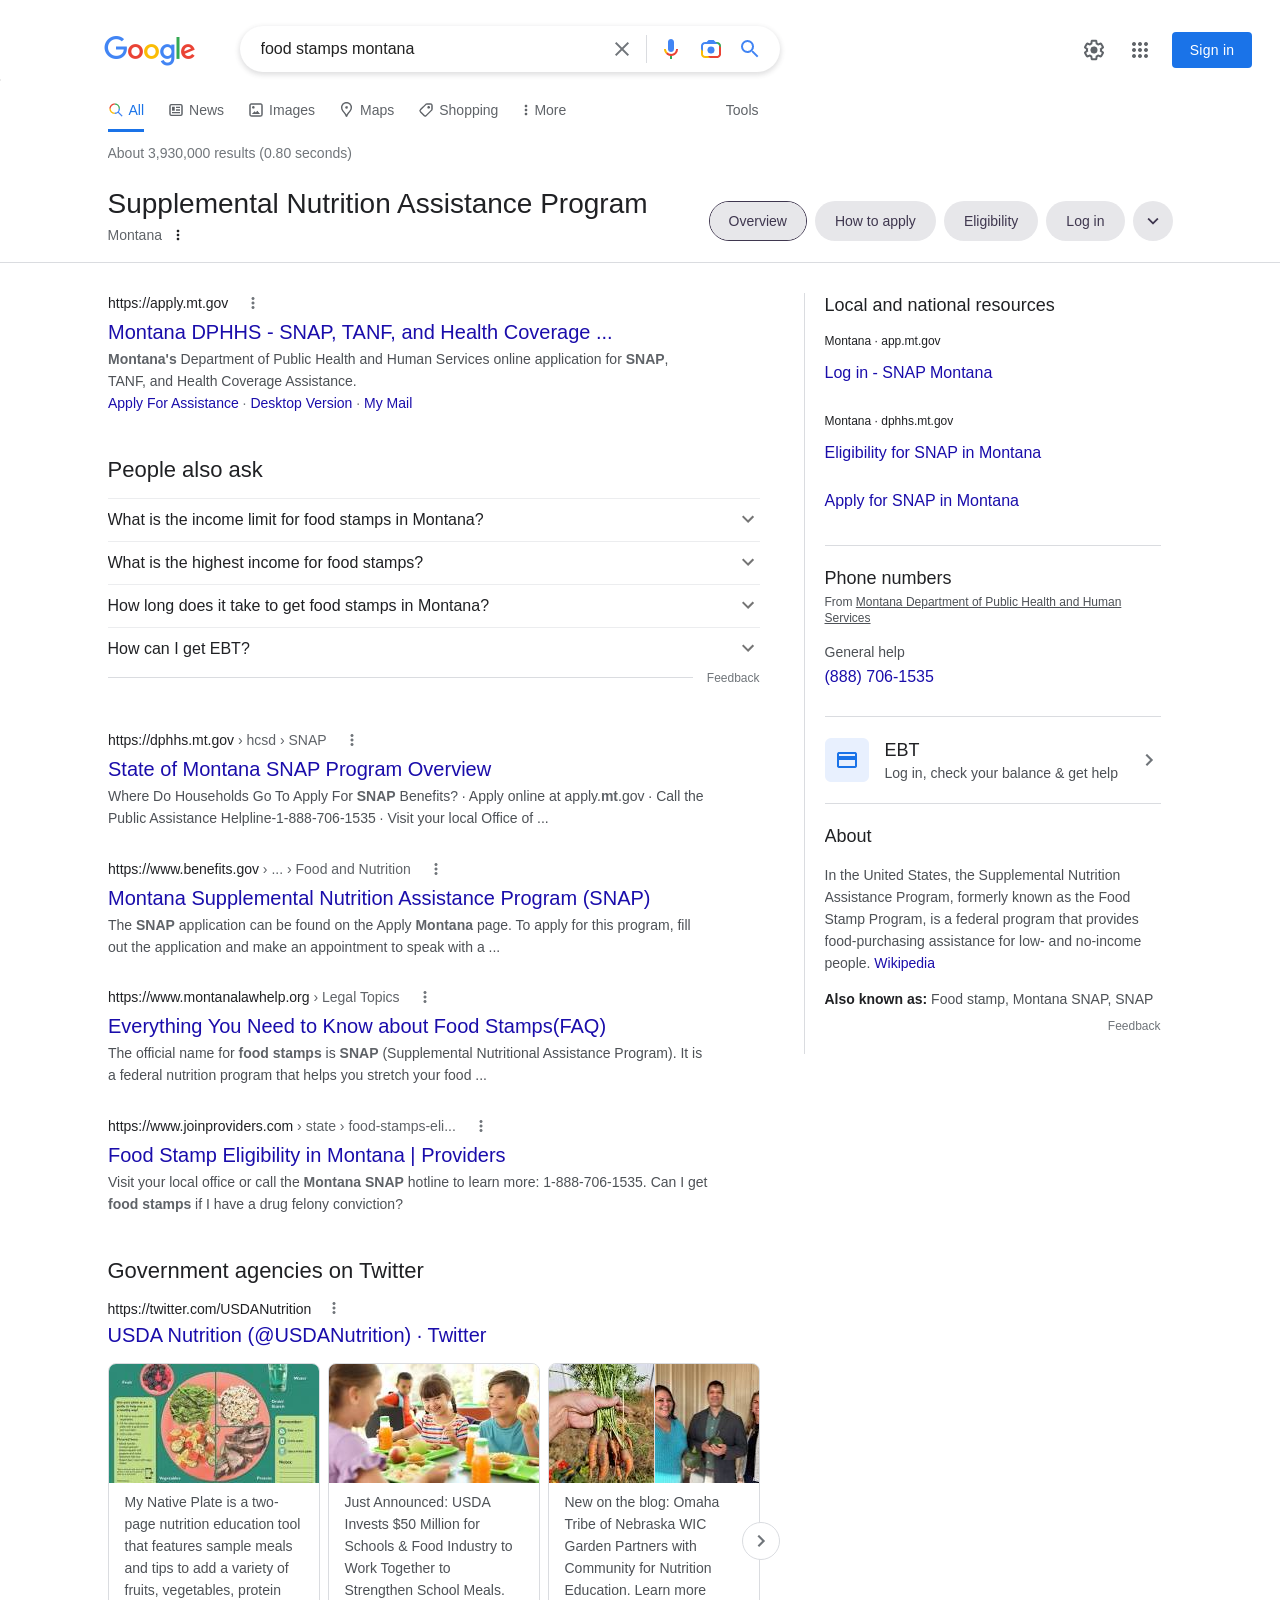 Google
food stamps montana
Sign in
All
News
Images
Maps
Shopping
More
Tools
About 3,930,000 results (0.80 seconds)
Supplemental Nutrition Assistance Program
Montana
Overview
How to apply
Eligibility
Log in
https://apply.mt.gov
Montana DPHHS - SNAP, TANF, and Health Coverage ...
Montana's Department of Public Health and Human Services online application for SNAP,
TANF, and Health Coverage Assistance.
Apply For Assistance · Desktop Version · My Mail
People also ask
What is the income limit for food stamps in Montana?
What is the highest income for food stamps?
How long does it take to get food stamps in Montana?
How can I get EBT?
Feedback
https://dphhs.mt.gov › hcsd › SNAP
State of Montana SNAP Program Overview
Where Do Households Go To Apply For SNAP Benefits? · Apply online at apply.mt.gov · Call the
Public Assistance Helpline-1-888-706-1535 · Visit your local Office of ...
https://www.benefits.gov › ... › Food and Nutrition
Montana Supplemental Nutrition Assistance Program (SNAP)
The SNAP application can be found on the Apply Montana page. To apply for this program, fill
out the application and make an appointment to speak with a ...
https://www.montanalawhelp.org › Legal Topics
Everything You Need to Know about Food Stamps(FAQ)
The official name for food stamps is SNAP (Supplemental Nutritional Assistance Program). It is
a federal nutrition program that helps you stretch your food ...
https://www.joinproviders.com › state › food-stamps-eli...
Food Stamp Eligibility in Montana | Providers
Visit your local office or call the Montana SNAP hotline to learn more: 1-888-706-1535. Can I get
food stamps if I have a drug felony conviction?
Government agencies on Twitter
https://twitter.com/USDANutrition
USDA Nutrition (@USDANutrition) · Twitter
Fruit
Water
Vegetables
Protein
Remember:
Notes:
My Native Plate is a two-
page nutrition education tool
that features sample meals
and tips to add a variety of
fruits, vegetables, protein
Just Announced: USDA
Invests $50 Million for
Schools & Food Industry to
Work Together to
Strengthen School Meals.
New on the blog: Omaha
Tribe of Nebraska WIC
Garden Partners with
Community for Nutrition
Education. Learn more
Local and national resources
Montana · app.mt.gov
Log in - SNAP Montana
Montana · dphhs.mt.gov
Eligibility for SNAP in Montana
Apply for SNAP in Montana
Phone numbers
From Montana Department of Public Health and Human
Services
General help
(888) 706-1535
EBT
Log in, check your balance & get help
About
In the United States, the Supplemental Nutrition
Assistance Program, formerly known as the Food
Stamp Program, is a federal program that provides
food-purchasing assistance for low- and no-income
people. Wikipedia
Also known as: Food stamp, Montana SNAP, SNAP
Feedback